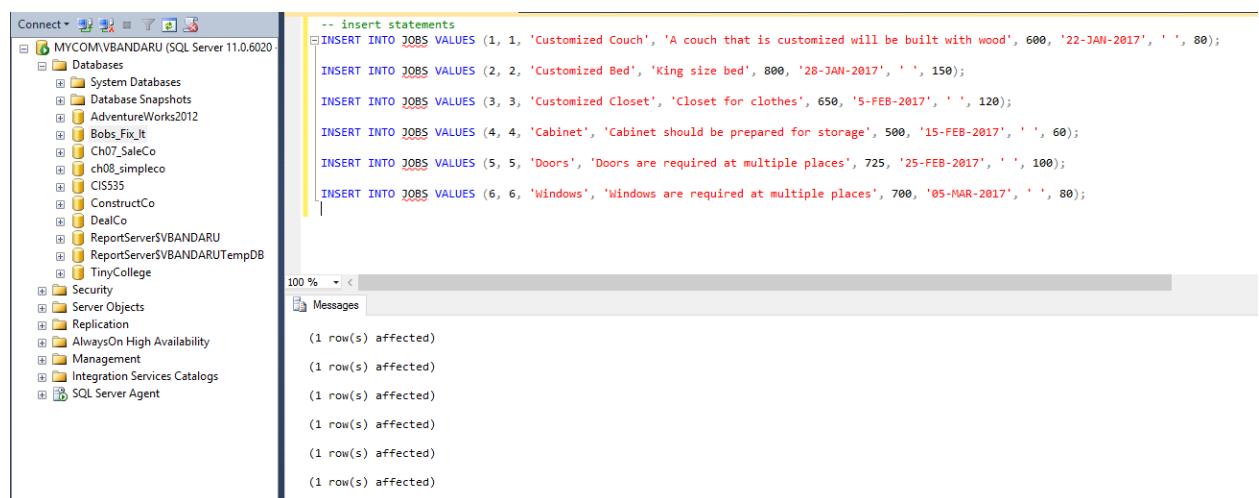 Connect
MYCOM\VBANDARU (SQL Server 11.0.6020 -
Databases
System Databases
Database Snapshots
AdventureWorks2012
Bobs_Fix_It
Ch07_SaleCo
ch08_simpleco
CIS535
ConstructCo
DealCo
ReportServer$VBANDARU
ReportServer$VBANDARUTempDB
TinyCollege
Security
Server Objects
Replication
AlwaysOn High Availability
Management
Integration Services Catalogs
SQL Server Agent
-- insert statements
INSERT INTO JOBS VALUES (1, 1, 'Customized Couch', 'A couch that is customized will be built with wood', 600, '22-JAN-2017', ' ', 80);
INSERT INTO JOBS VALUES (2, 2, 'Customized Bed', 'King size bed', 800, '28-JAN-2017', ' ', 150);
INSERT INTO JOBS VALUES (3, 3, 'Customized Closet', 'Closet for clothes', 650, '5-FEB-2017', ' ', 120);
INSERT INTO JOBS VALUES (4, 4, 'Cabinet', 'Cabinet should be prepared for storage', 500, '15-FEB-2017', ' ', 60);
INSERT INTO JOBS VALUES (5, 5, 'Doors', 'Doors are required at multiple places', 725, '25-FEB-2017', ' ', 100);
INSERT INTO JOBS VALUES (6, 6, 'Windows', 'Windows are required at multiple places', 700, '05-MAR-2017', ' ', 80);
100 %
Messages
(1 row(s) affected)
(1 row(s) affected)
(1 row(s) affected)
(1 row(s) affected)
(1 row(s) affected)
(1 row(s) affected)